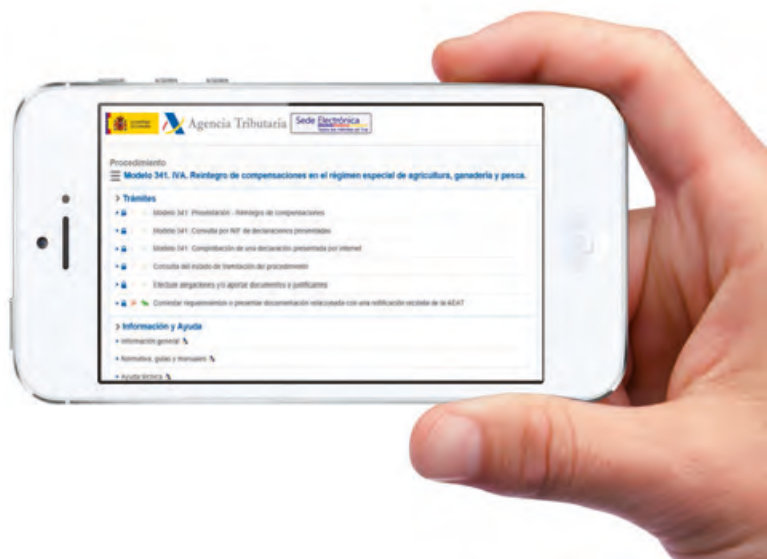 Agencia Tributaria
Sede Electrónica
Procedimiento
Modelo 341. IVA. Reintegro de compensaciones en el régimen especial de agricultura, ganadería y pesca.
Trámites
Modelo 341. Presentación - Reintegro de compensaciones
Modelo 341. Consulta por NIF de declaraciones presentadas
Modelo 341. Comprobación de una declaración presentada por internet
Consulta del estado de tramitación del procedimiento
Efectuar alegaciones y/o aportar documentos o justificantes
Contestar requerimientos o presentar documentación relacionada con una notificación recibida de la AEAT
Información y Ayuda
Información general
Normativa, guías y manuales
Ayuda técnica